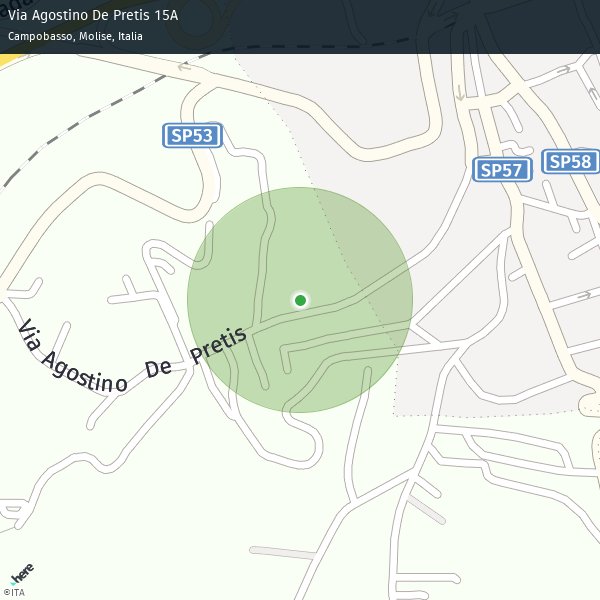 Via Agostino De Pretis 15A
Campobasso, Molise, Italia
SP53
SP57
SP58
Via Agostino De Pretis
here
©ITA